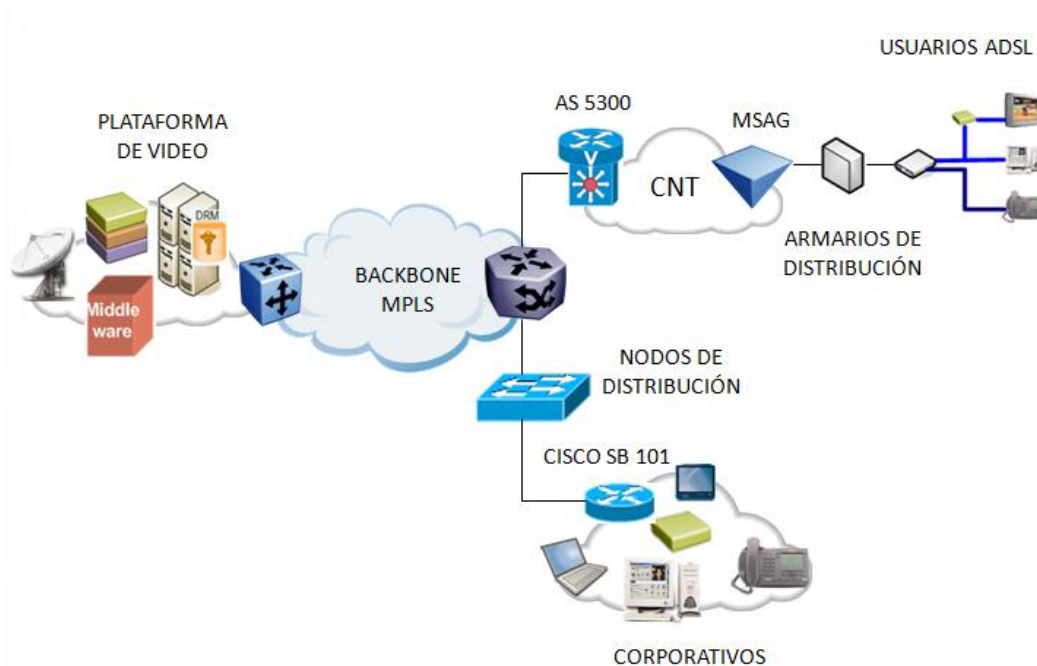 USUARIOS ADSL
AS 5300
MSAG
PLATAFORMA
DE VIDEO
CNT
DRM
ARMARIOS DE
DISTRIBUCIÓN
BACKBONE
MPLS
Middle
ware
NODOS DE
DISTRIBUCIÓN
CISCO SB 101
CORPORATIVOS